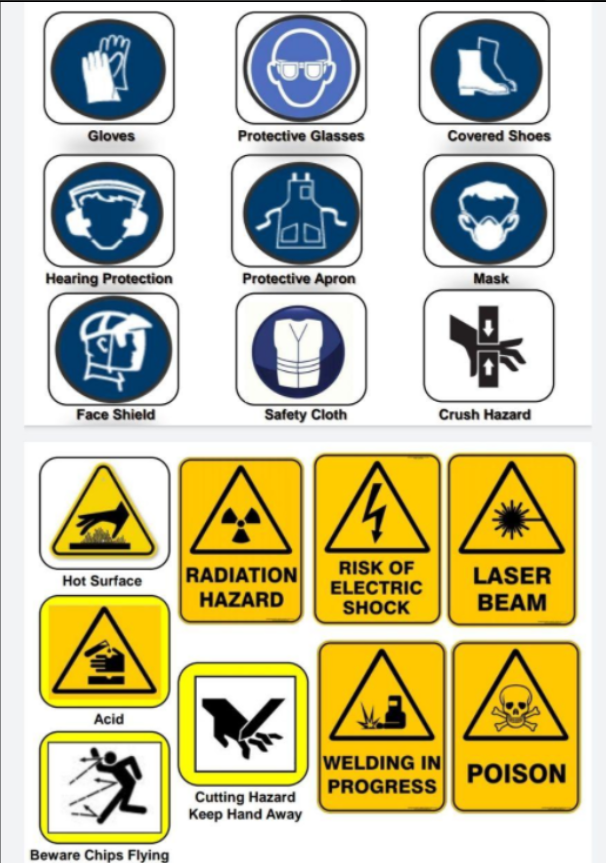 Gloves
Protective Glasses
Covered Shoes
Hearing Protection
Protective Apron
Mask
Face Shield
Safety Cloth
Crush Hazard
Hot Surface
RADIATION
HAZARD
RISK OF
ELECTRIC
SHOCK
LASER
BEAM
Acid
Cutting Hazard
Keep Hand Away
WELDING IN
PROGRESS
POISON
Beware Chips Flying